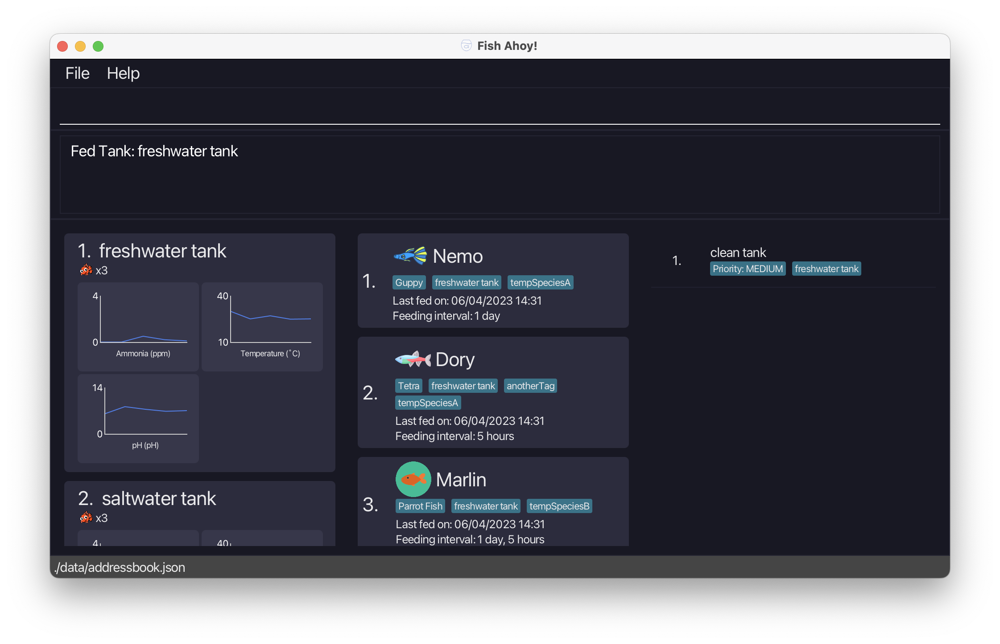 Fish Ahoy!
File Help
Fed Tank: freshwater tank
1. freshwater tank
x3
4
0
Ammonia (ppm)
40
10
Temperature (˚C)
14
0
pH (pH)
2. saltwater tank
x3
4
40
1.
Nemo
Guppy freshwater tank tempSpeciesA
Last fed on: 06/04/2023 14:31
Feeding interval: 1 day
2.
Dory
Tetra freshwater tank anotherTag
tempSpeciesA
Last fed on: 06/04/2023 14:31
Feeding interval: 5 hours
3.
Marlin
Parrot Fish freshwater tank tempSpeciesB
Last fed on: 06/04/2023 14:31
Feeding interval: 1 day, 5 hours
1.
clean tank
Priority: MEDIUM freshwater tank
./data/addressbook.json